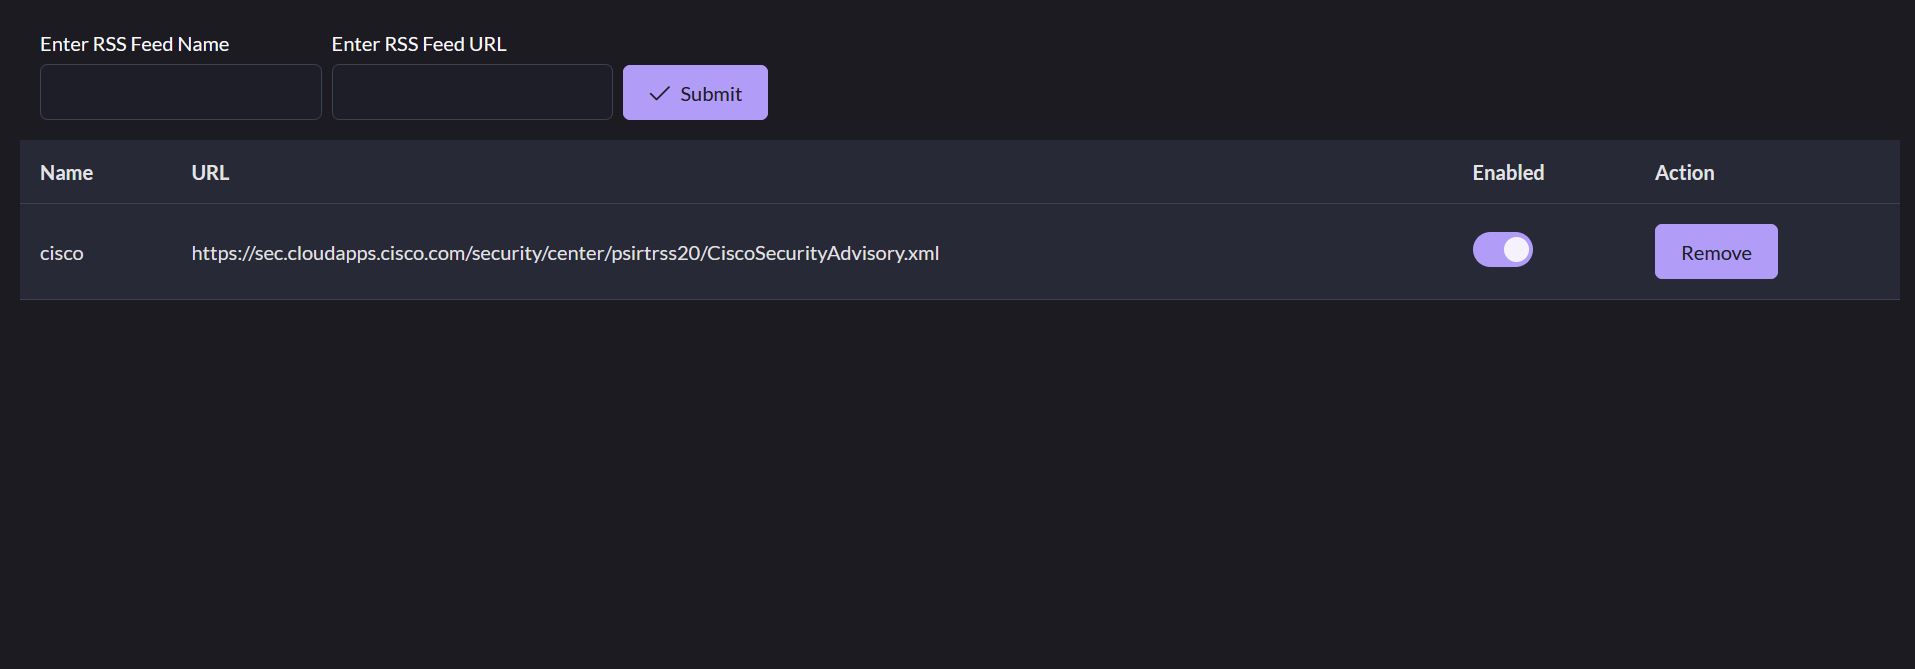 Enter RSS Feed Name Enter RSS Feed URL
Submit
Name URL Enabled Action
cisco https://sec.cloudapps.cisco.com/security/center/psirtrss20/CiscoSecurityAdvisory.xml Remove